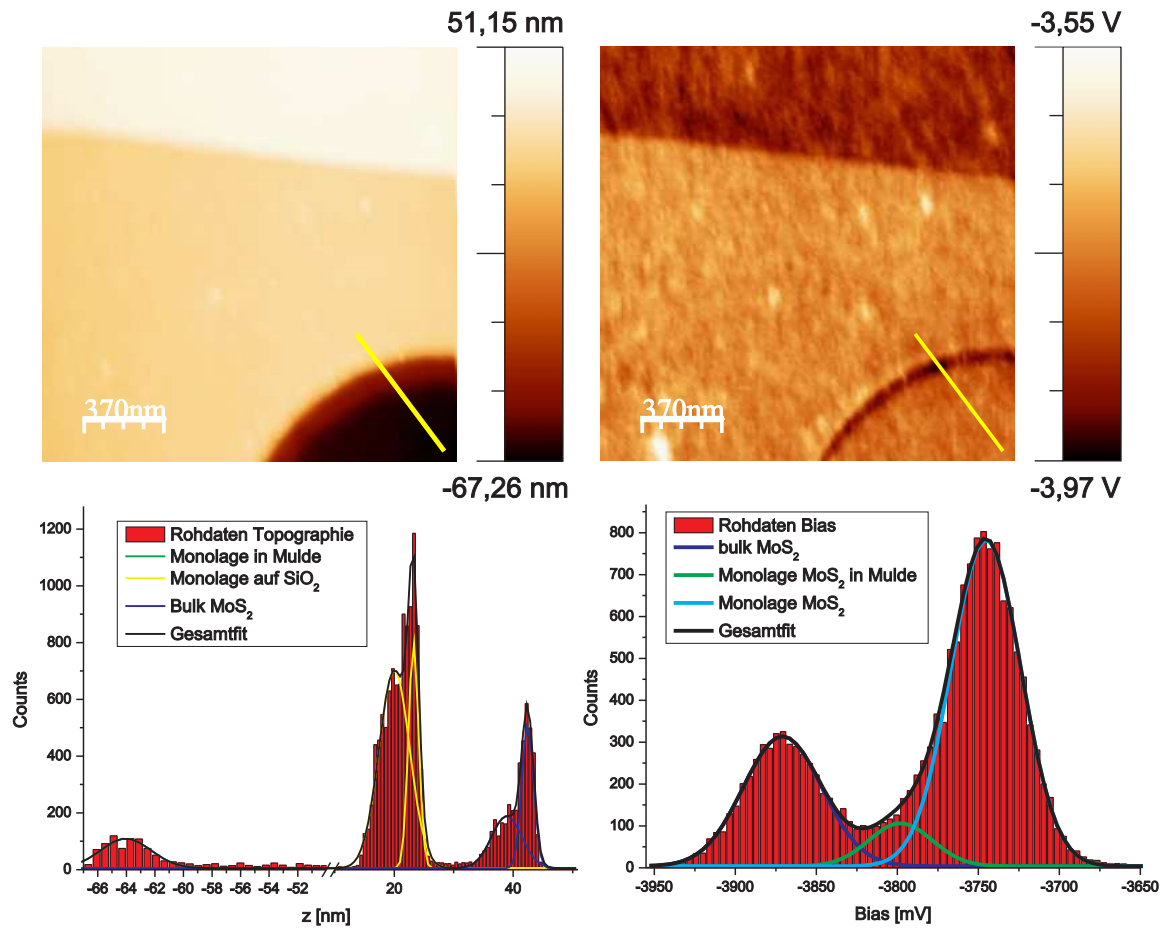 51,15 nm
-3,55 V
370nm
370nm
-67,26 nm
-3,97 V
Rohdaten Topographie
Monolage in Mulde
Monolage auf SiO₂
Bulk MoS₂
Gesamtfit
1200
1000
800
600
400
200
0
Counts
-66 -64 -62 -60 -58 -56 -54 -52 20 40
z [nm]
Rohdaten Bias
bulk MoS₂
Monolage MoS₂ in Mulde
Monolage MoS₂
Gesamtfit
800
700
600
500
400
300
200
100
0
Counts
-3950 -3900 -3850 -3800 -3750 -3700 -3650
Bias [mV]